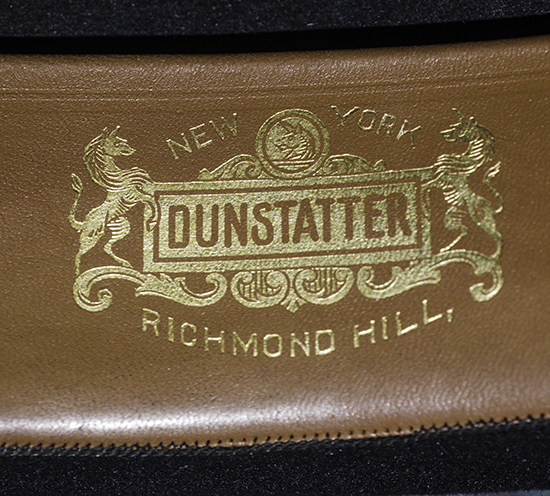 NEW YORK
DUNSTATTER
RICHMOND HILL,